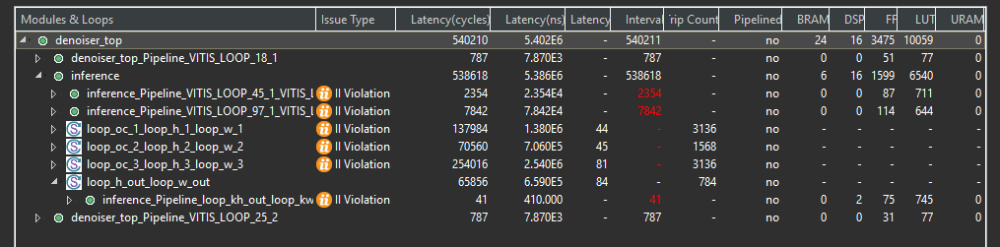 Modules & Loops Issue Type Latency(cycles) Latency(ns) Latency Interval rip Count Pipelined BRAM DSP FF LUT URAM
denoiser_top 540210 5.402E6 - 540211 - no 24 16 3475 10059 0
denoiser_top_Pipeline_VITIS_LOOP_18_1 787 7.870E3 - 787 - no 0 0 51 77 0
inference 538618 5.386E6 - 538618 - no 6 16 1599 6540 0
inference_Pipeline_VITIS_LOOP_45_1_VITIS_L II Violation 2354 2.354E4 - 2354 - no 0 0 87 711 0
inference_Pipeline_VITIS_LOOP_97_1_VITIS_L II Violation 7842 7.842E4 - 7842 - no 0 0 114 644 0
loop_oc_1_loop_h_1_loop_w_1 II Violation 137984 1.380E6 44 - 3136 no - - - - -
loop_oc_2_loop_h_2_loop_w_2 II Violation 70560 7.060E5 45 - 1568 no - - - - -
loop_oc_3_loop_h_3_loop_w_3 II Violation 254016 2.540E6 81 - 3136 no - - - - -
loop_h_out_loop_w_out 65856 6.590E5 84 - 784 no - - - - -
inference_Pipeline_loop_kh_out_loop_kw II Violation 41 410.000 - 41 - no 0 2 75 745 0
denoiser_top_Pipeline_VITIS_LOOP_25_2 787 7.870E3 - 787 - no 0 0 31 77 0